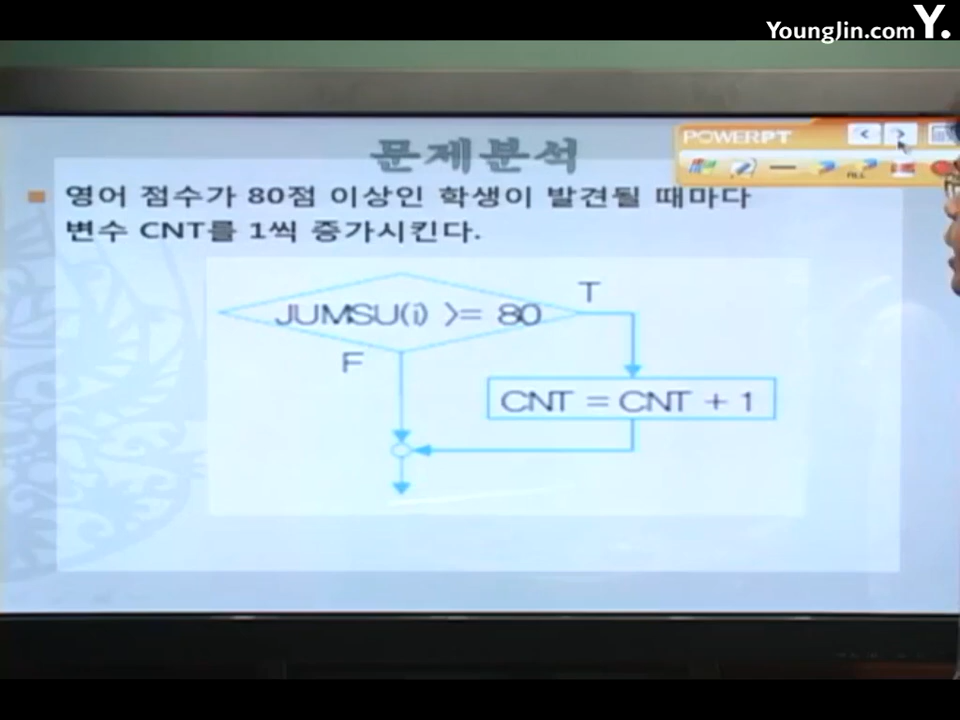 YoungJin.com Y.
문제분석
POWERPT
영어 점수가 80점 이상인 학생이 발견될 때마다
변수 CNT를 1씩 증가시킨다.
T
JUMSU(i) >= 80
F
CNT = CNT + 1
ALL